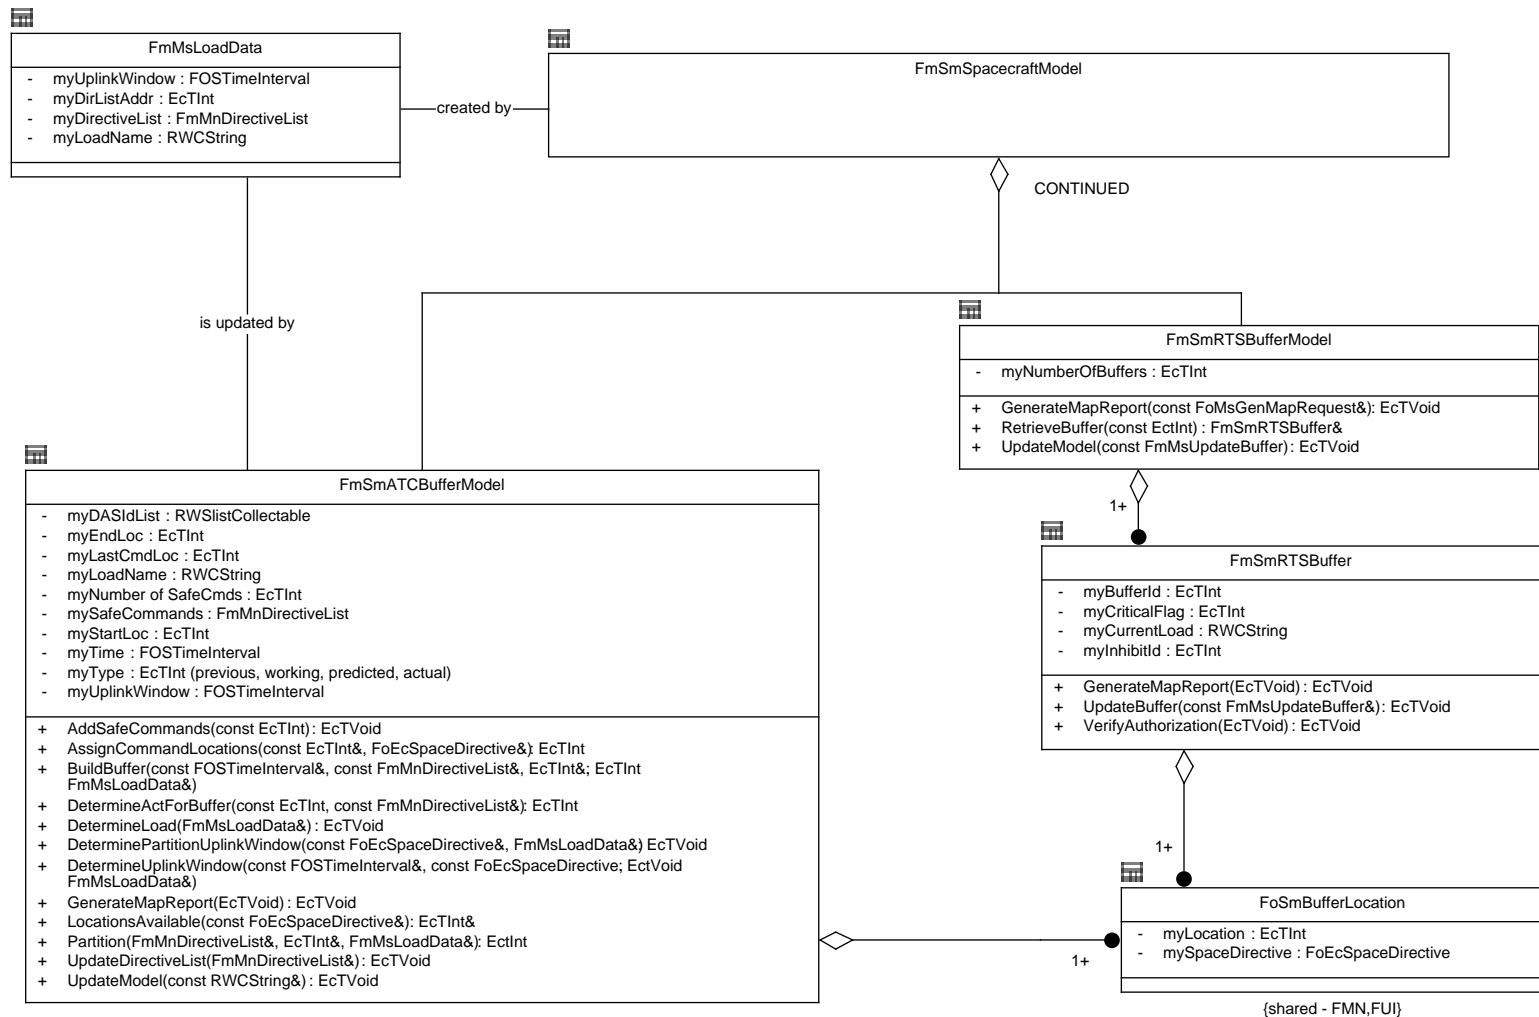 FmMsLoadData
- myUplinkWindow : FOSTimeInterval
- myDirListAddr : EcTInt
- myDirectiveList : FmMnDirectiveList
- myLoadName : RWCString
created by
FmSmSpacecraftModel
CONTINUED
is updated by
FmSmRTSBufferModel
- myNumberOfBuffers : EcTInt
+ GenerateMapReport(const FoMsGenMapRequest&): EcTVoid
+ RetrieveBuffer(const EctInt) : FmSmRTSBuffer&
+ UpdateModel(const FmMsUpdateBuffer) : EcTVoid
1+
FmSmATCBufferModel
- myDASIdList : RWSlistCollectable
- myEndLoc : EcTInt
- myLastCmdLoc : EcTInt
- myLoadName : RWCString
- myNumber of SafeCmds : EcTInt
- mySafeCommands : FmMnDirectiveList
- myStartLoc : EcTInt
- myTime : FOSTimeInterval
- myType : EcTInt (previous, working, predicted, actual)
- myUplinkWindow : FOSTimeInterval
+ AddSafeCommands(const EcTInt) : EcTVoid
+ AssignCommandLocations(const EcTInt&, FoEcSpaceDirective&): EcTInt
+ BuildBuffer(const FOSTimeInterval&, const FmMnDirectiveList&, EcTInt&; EcTInt
FmMsLoadData&)
+ DetermineActForBuffer(const EcTInt, const FmMnDirectiveList&): EcTInt
+ DetermineLoad(FmMsLoadData&) : EcTVoid
+ DeterminePartitionUplinkWindow(const FoEcSpaceDirective&, FmMsLoadData&) EcTVoid
+ DetermineUplinkWindow(const FOSTimeInterval&, const FoEcSpaceDirective; EctVoid
FmMsLoadData&)
+ GenerateMapReport(EcTVoid) : EcTVoid
+ LocationsAvailable(const FoEcSpaceDirective&): EcTInt&
+ Partition(FmMnDirectiveList&, EcTInt&, FmMsLoadData&): EctInt
+ UpdateDirectiveList(FmMnDirectiveList&) : EcTVoid
+ UpdateModel(const RWCString&) : EcTVoid
FmSmRTSBuffer
- myBufferId : EcTInt
- myCriticalFlag : EcTInt
- myCurrentLoad : RWCString
- myInhibitId : EcTInt
+ GenerateMapReport(EcTVoid) : EcTVoid
+ UpdateBuffer(const FmMsUpdateBuffer&) : EcTVoid
+ VerifyAuthorization(EcTVoid) : EcTVoid
1+
FoSmBufferLocation
- myLocation : EcTInt
- mySpaceDirective : FoEcSpaceDirective
1+
{shared - FMN,FUI}